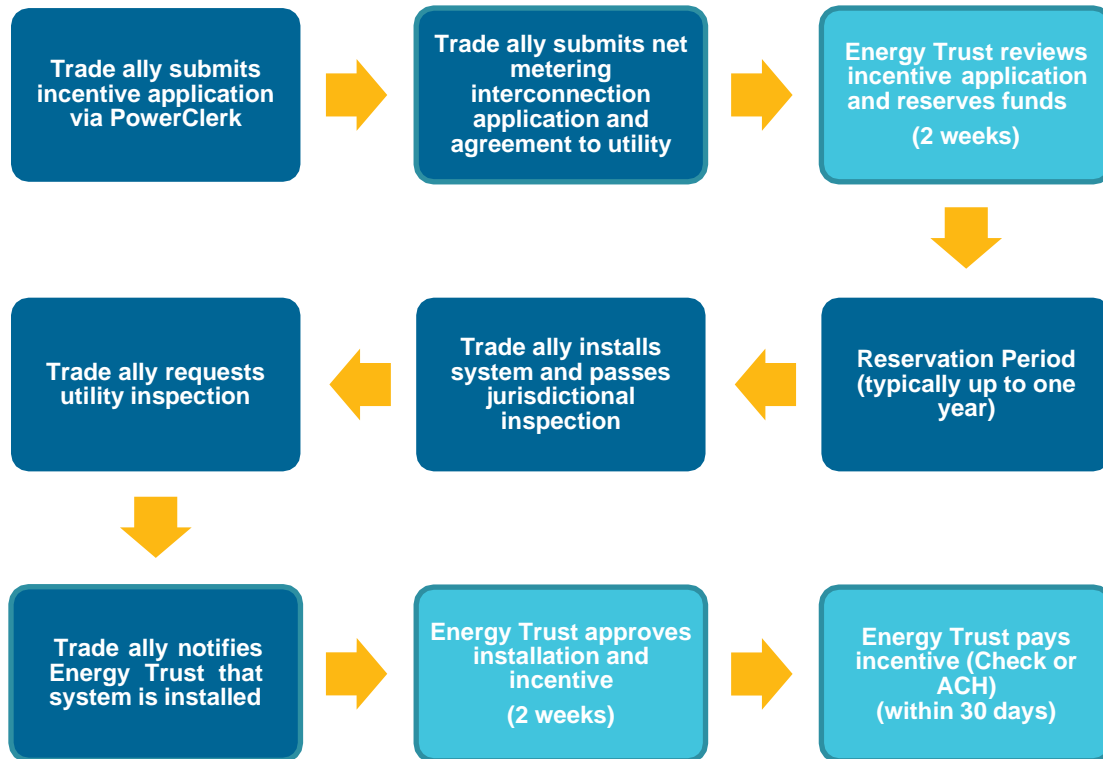 Trade ally submits
incentive application
via PowerClerk
Trade ally submits net
metering
interconnection
application and
agreement to utility
Energy Trust reviews
incentive application
and reserves funds
(2 weeks)
Trade ally requests
utility inspection
Trade ally installs
system and passes
jurisdictional
inspection
Reservation Period
(typically up to one
year)
Trade ally notifies
Energy Trust that
system is installed
Energy Trust approves
installation and
incentive
(2 weeks)
Energy Trust pays
incentive (Check or
ACH)
(within 30 days)